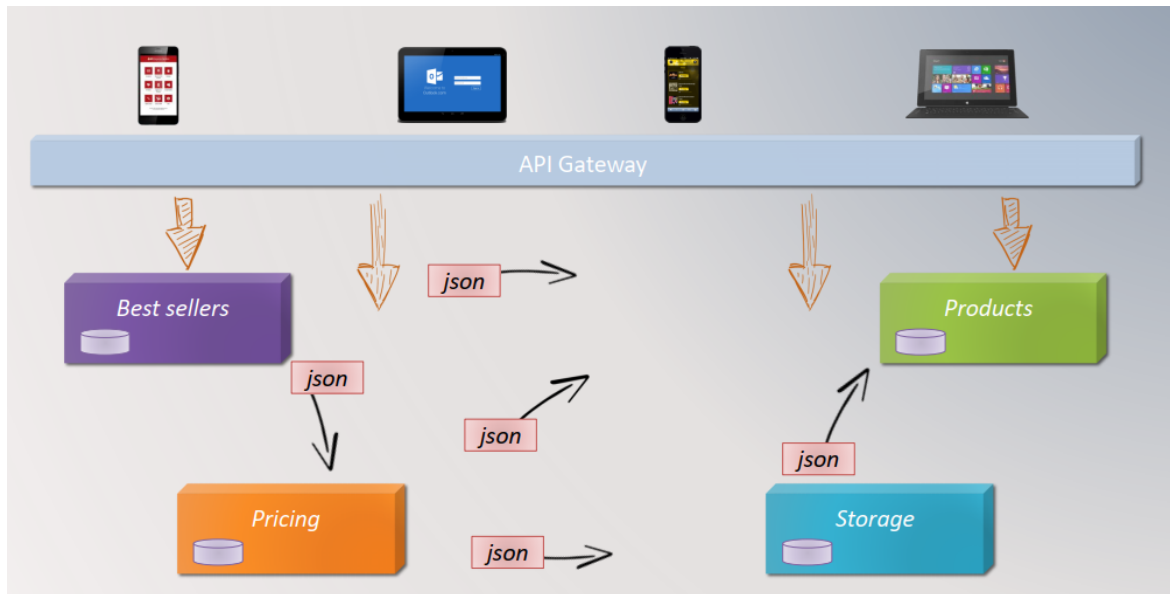 API Gateway
Best sellers
json
Products
json
json
json
Pricing
Storage
json